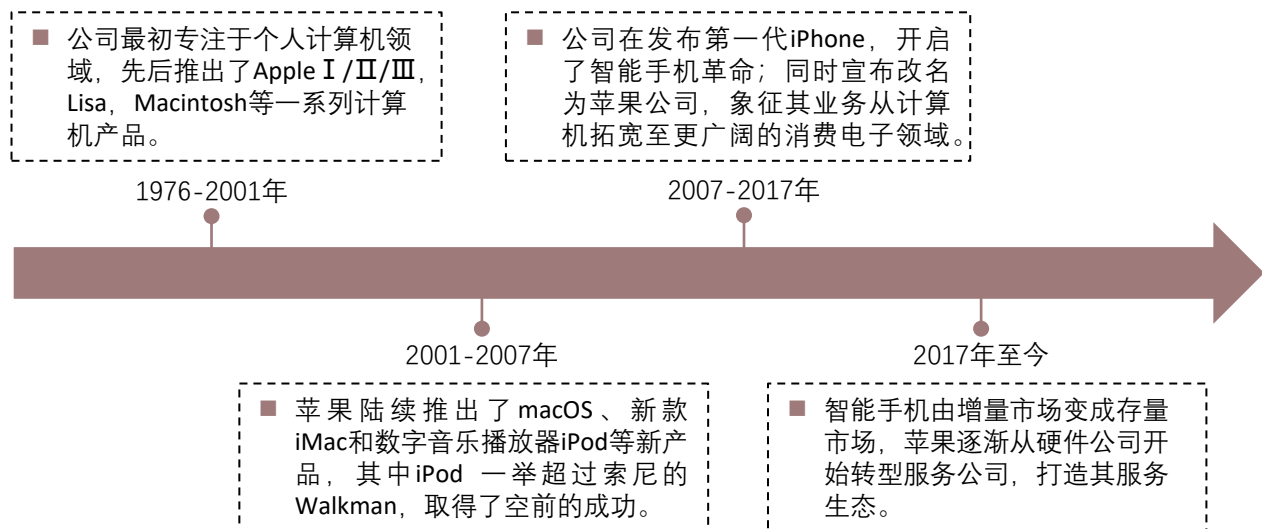 ■ 公司最初专注于个人计算机领
域，先后推出了AppleⅠ/Ⅱ/Ⅲ，
Lisa，Macintosh等一系列计算
机产品。
1976-2001年
■ 公司在发布第一代iPhone，开启
了智能手机革命；同时宣布改名
为苹果公司，象征其业务从计算
机拓宽至更广阔的消费电子领域。
2007-2017年
2001-2007年
■ 苹果陆续推出了macOS、新款
iMac和数字音乐播放器iPod等新产
品，其中iPod 一举超过索尼的
Walkman，取得了空前的成功。
2017年至今
■ 智能手机由增量市场变成存量
市场，苹果逐渐从硬件公司开
始转型服务公司，打造其服务
生态。